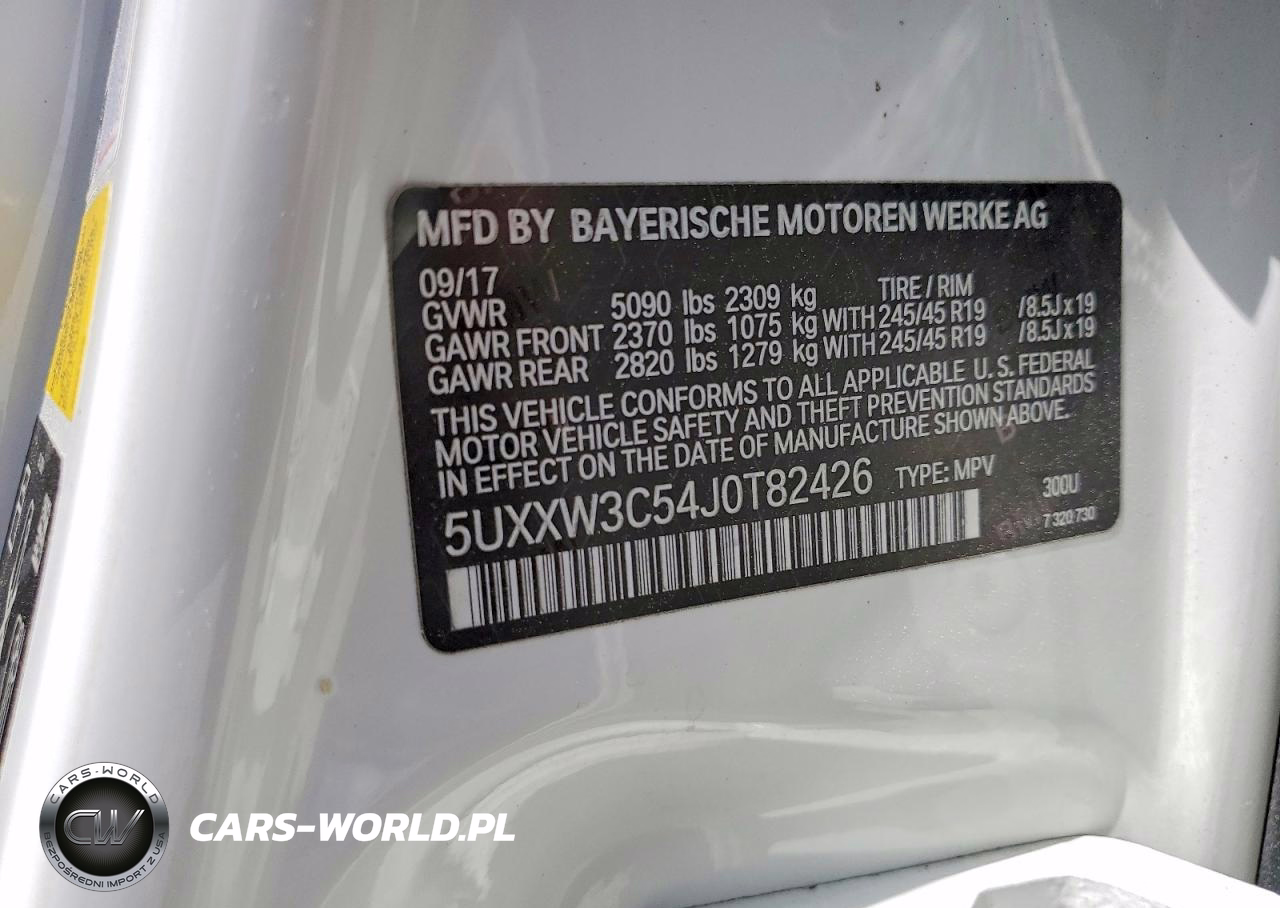 MFD BY BAYERISCHE MOTOREN WERKE AG
09/17 TIRE / RIM
GVWR 5090 lbs 2309 kg
GAWR FRONT 2370 lbs 1075 kg WITH 245/45 R19 /8.5J x 19
GAWR REAR 2820 lbs 1279 kg WITH 245/45 R19 /8.5J x 19
THIS VEHICLE CONFORMS TO ALL APPLICABLE U.S. FEDERAL
MOTOR VEHICLE SAFETY AND THEFT PREVENTION STANDARDS
IN EFFECT ON THE DATE OF MANUFACTURE SHOWN ABOVE.
5UXXW3C54J0T82426 TYPE: MPV
300U
7 320 730
CARS-WORLD
CW
BEZPOŚREDNI IMPORT Z USA
CARS-WORLD.PL